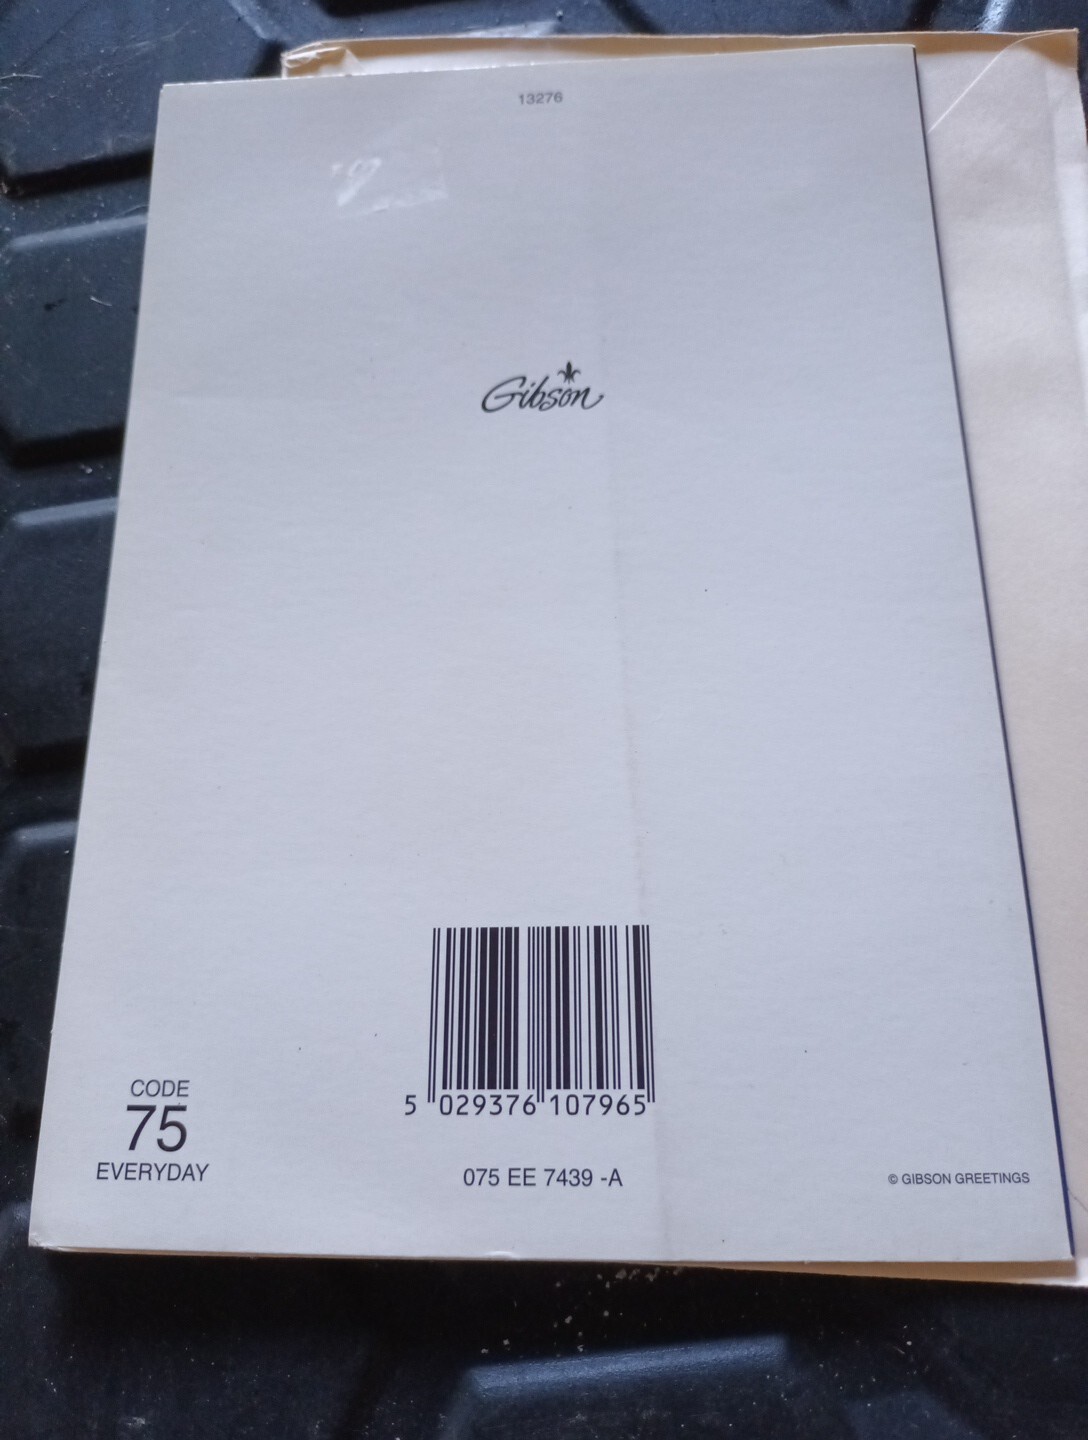 13276
Gibson
CODE
75
EVERYDAY
5 029376 107965
075 EE 7439 -A
© GIBSON GREETINGS